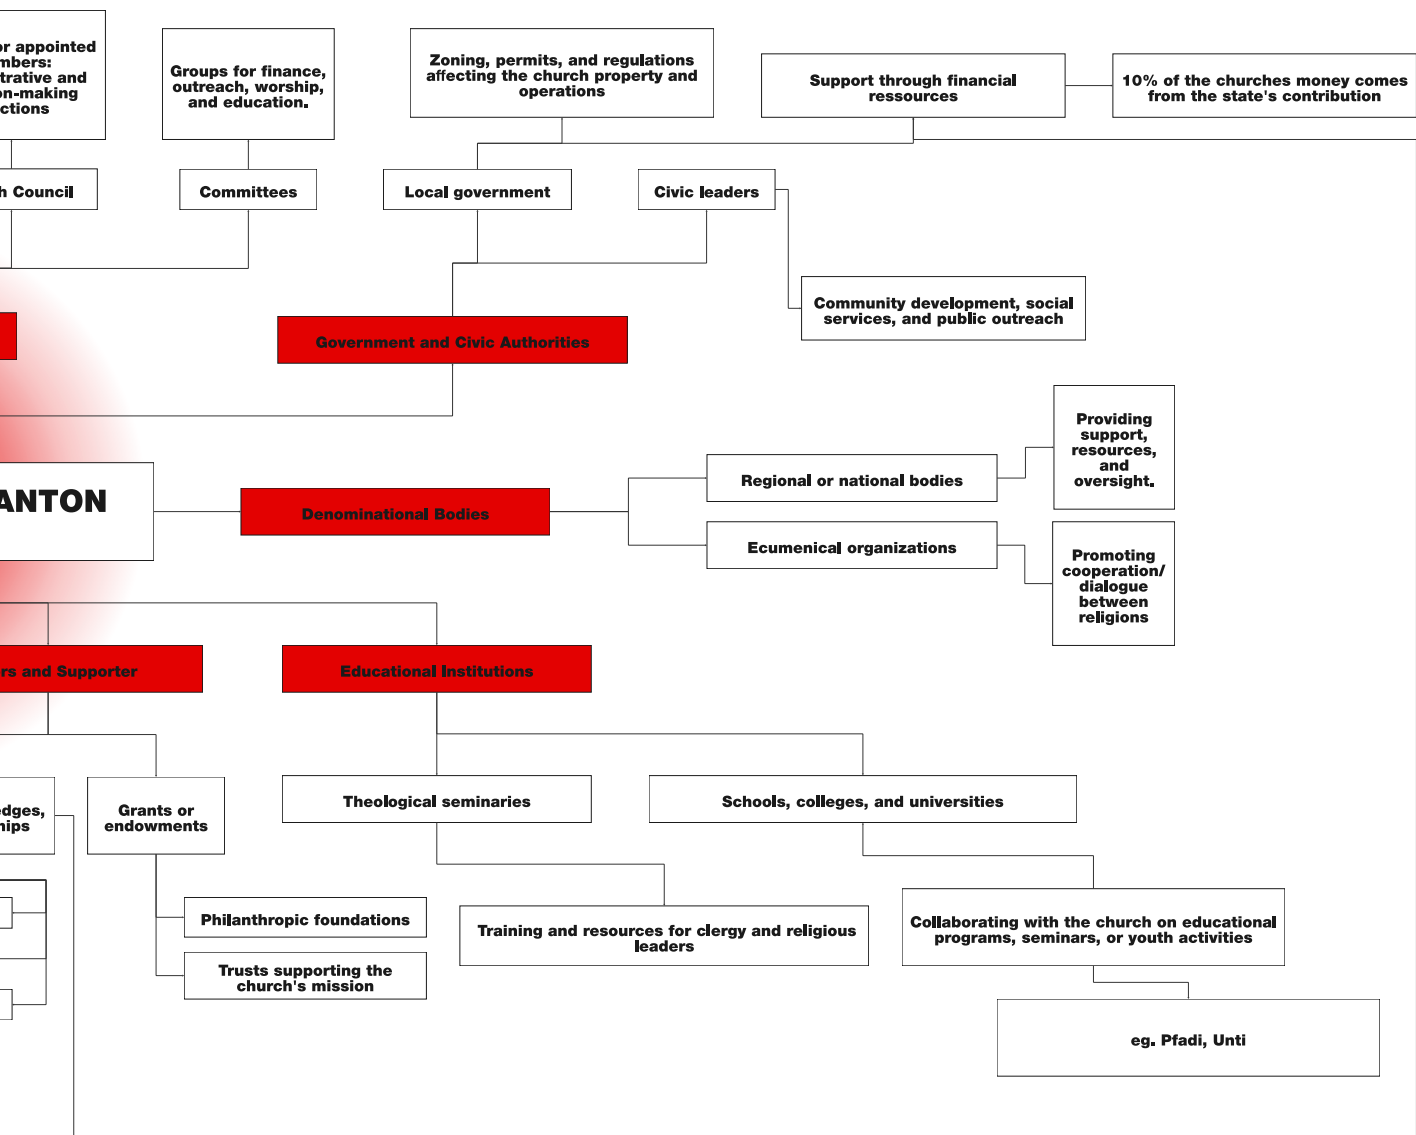 or appointed
mbers:
trative and
on-making
ctions
Groups for finance,
outreach, worship,
and education.
Zoning, permits, and regulations
affecting the church property and
operations
Support through financial
ressources
10% of the churches money comes
from the state's contribution
h Council
Committees
Local government
Civic leaders
Community development, social
services, and public outreach
Government and Civic Authorities
Providing
support,
resources,
and
oversight.
Regional or national bodies
ANTON
Denominational Bodies
Ecumenical organizations
Promoting
cooperation/
dialogue
between
religions
rs and Supporter
Educational Institutions
edges,
hips
Grants or
endowments
Theological seminaries
Schools, colleges, and universities
Philanthropic foundations
Training and resources for clergy and religious
leaders
Collaborating with the church on educational
programs, seminars, or youth activities
Trusts supporting the
church's mission
eg. Pfadi, Unti